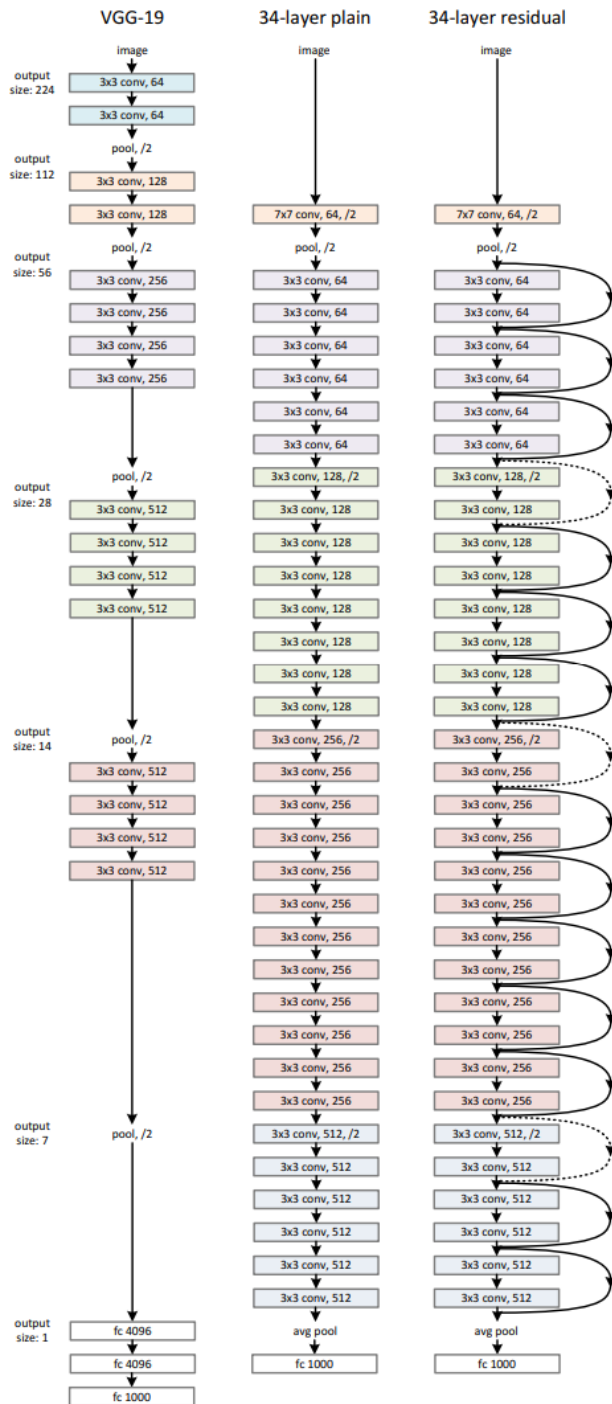 output
size: 224
output
size: 112
output
size: 56
output
size: 28
output
size: 14
output
size: 7
output
size: 1
VGG-19
image
3x3 conv, 64
3x3 conv, 64
pool, /2
3x3 conv, 128
3x3 conv, 128
pool, /2
3x3 conv, 256
3x3 conv, 256
3x3 conv, 256
3x3 conv, 256
pool, /2
3x3 conv, 512
3x3 conv, 512
3x3 conv, 512
3x3 conv, 512
pool, /2
3x3 conv, 512
3x3 conv, 512
3x3 conv, 512
3x3 conv, 512
pool, /2
fc 4096
fc 4096
fc 1000
34-layer plain
image
7x7 conv, 64, /2
pool, /2
3x3 conv, 64
3x3 conv, 64
3x3 conv, 64
3x3 conv, 64
3x3 conv, 64
3x3 conv, 64
3x3 conv, 128, /2
3x3 conv, 128
3x3 conv, 128
3x3 conv, 128
3x3 conv, 128
3x3 conv, 128
3x3 conv, 128
3x3 conv, 128
3x3 conv, 256, /2
3x3 conv, 256
3x3 conv, 256
3x3 conv, 256
3x3 conv, 256
3x3 conv, 256
3x3 conv, 256
3x3 conv, 256
3x3 conv, 256
3x3 conv, 256
3x3 conv, 256
3x3 conv, 256
3x3 conv, 512, /2
3x3 conv, 512
3x3 conv, 512
3x3 conv, 512
3x3 conv, 512
3x3 conv, 512
avg pool
fc 1000
34-layer residual
image
7x7 conv, 64, /2
pool, /2
3x3 conv, 64
3x3 conv, 64
3x3 conv, 64
3x3 conv, 64
3x3 conv, 64
3x3 conv, 64
3x3 conv, 128, /2
3x3 conv, 128
3x3 conv, 128
3x3 conv, 128
3x3 conv, 128
3x3 conv, 128
3x3 conv, 128
3x3 conv, 128
3x3 conv, 256, /2
3x3 conv, 256
3x3 conv, 256
3x3 conv, 256
3x3 conv, 256
3x3 conv, 256
3x3 conv, 256
3x3 conv, 256
3x3 conv, 256
3x3 conv, 256
3x3 conv, 256
3x3 conv, 256
3x3 conv, 512, /2
3x3 conv, 512
3x3 conv, 512
3x3 conv, 512
3x3 conv, 512
3x3 conv, 512
avg pool
fc 1000